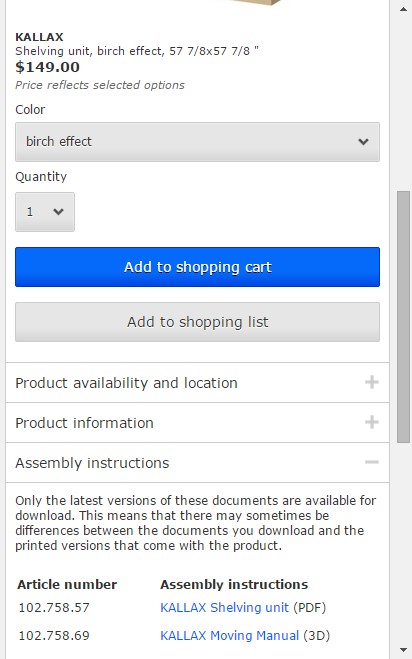 KALLAX
Shelving unit, birch effect, 57 7/8x57 7/8 "
$149.00
Price reflects selected options
Color
birch effect
Quantity
1
Add to shopping cart
Add to shopping list
Product availability and location
Product information
Assembly instructions
Only the latest versions of these documents are available for
download. This means that there may sometimes be
differences between the documents you download and the
printed versions that come with the product.
Article number Assembly instructions
102.758.57 KALLAX Shelving unit (PDF)
102.758.69 KALLAX Moving Manual (3D)